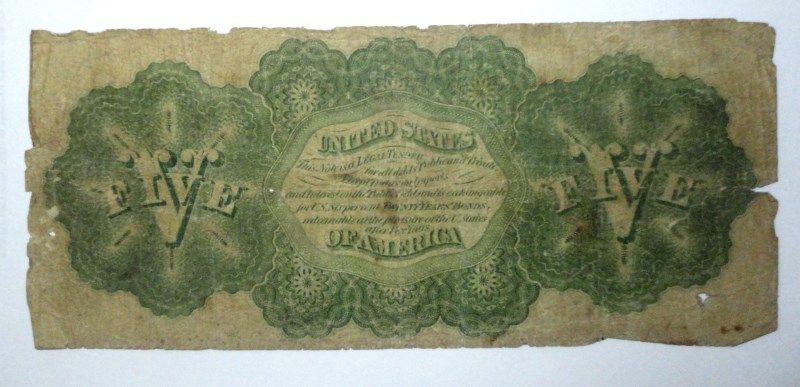 FIVE
V
UNITED STATES
This Note is a LEGAL TENDER
for all debts Public and Private
Except Duties on Imports
and Interest on the Public Debt and is exchangeable
for U.S. Six per cent. TWENTY YEARS BONDS,
redeemable at the pleasure of the U. States
after Five Years.
OF AMERICA
FIVE
V